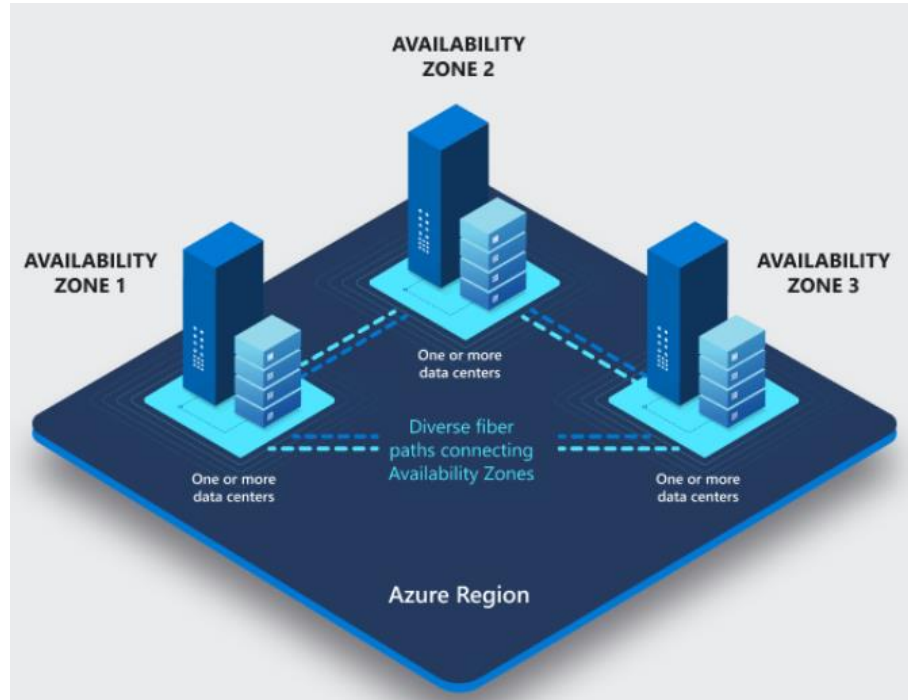 AVAILABILITY
ZONE 2
AVAILABILITY
ZONE 1
AVAILABILITY
ZONE 3
One or more
data centers
Diverse fiber
paths connecting
Availability Zones
One or more
data centers
One or more
data centers
Azure Region